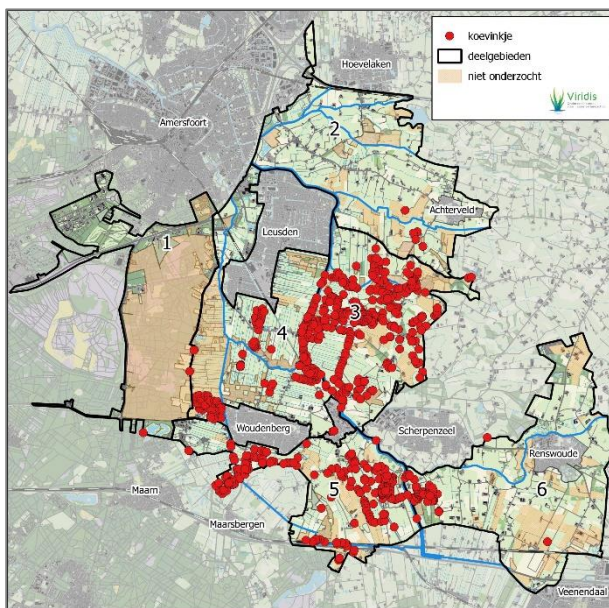 koevinkje
deelgebieden
niet onderzocht
Viridis
Hoevelaken
Amersfoort
2
Achterveld
Leusden
1
3
4
Woudenberg
Scherpenzeel
Renswoude
Maarn
5
6
Maarsbergen
Veenendaal